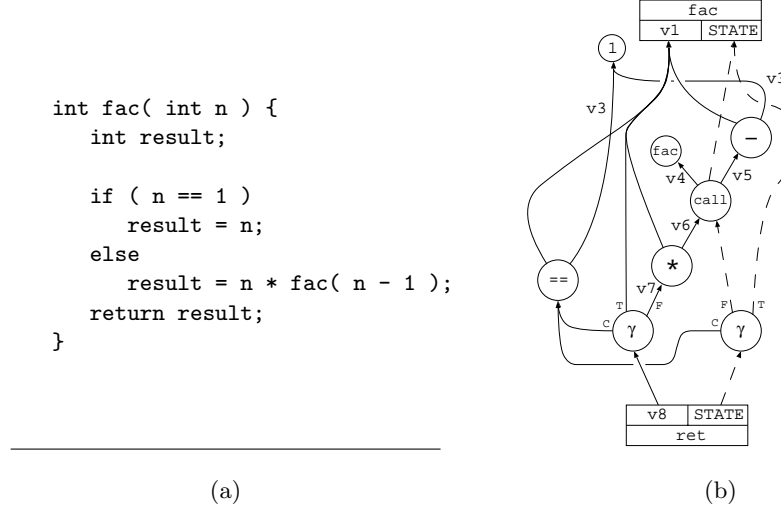 int fac( int n ) {
int result;
if ( n == 1 )
result = n;
else
result = n * fac( n - 1 );
return result;
}
(a)
fac
v1 STATE
1
v3
v3
−
fac
v4
v5
call
v6
*
==
v7
T
F
C
γ
F
T
C
γ
v8 STATE
ret
(b)